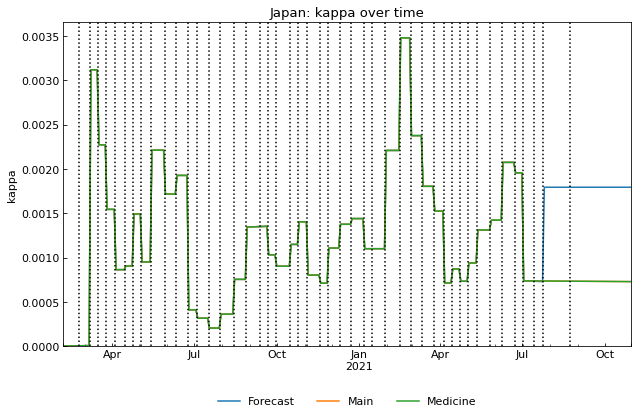 Japan: kappa over time
0.0035
0.0030
0.0025
0.0020
0.0015
0.0010
0.0005
0.0000
kappa
Apr Jul Oct Jan Apr Jul Oct
2021
Forecast Main Medicine